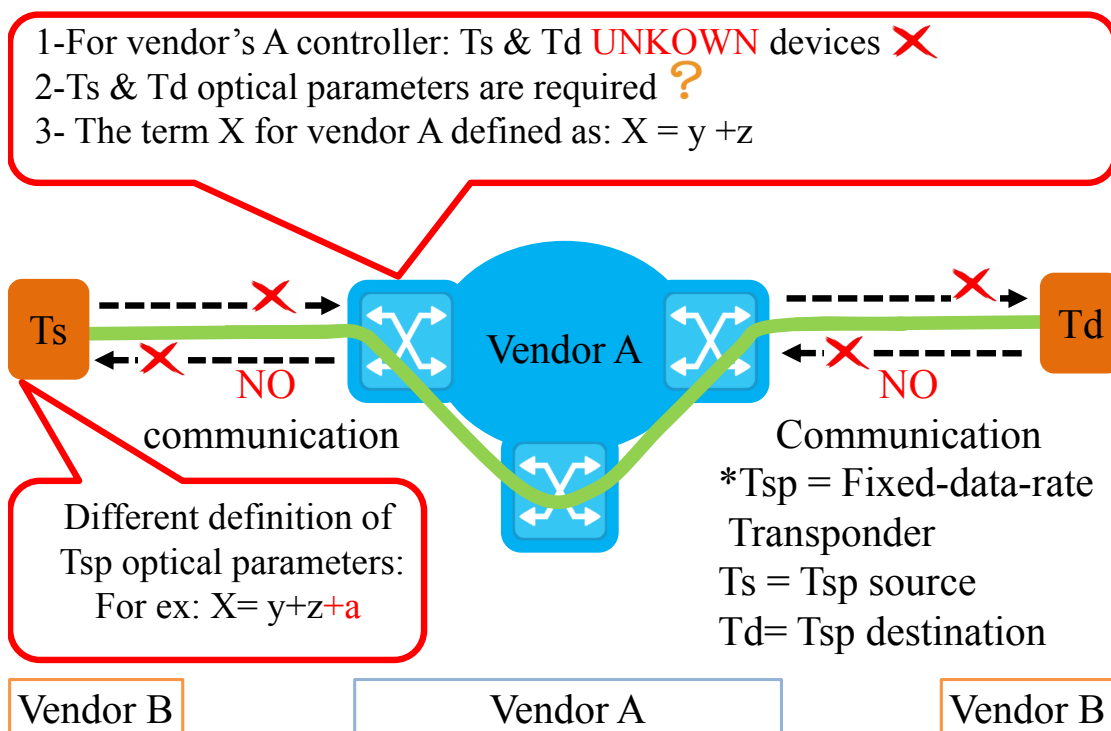 1-For vendor’s A controller: Ts & Td UNKOWN devices
2-Ts & Td optical parameters are required ?
3- The term X for vendor A defined as: X = y +z
Ts
Vendor A
Td
NO
communication
NO
Communication
*Tsp = Fixed-data-rate
Transponder
Ts = Tsp source
Td= Tsp destination
Different definition of
Tsp optical parameters:
For ex: X= y+z+a
Vendor B
Vendor A
Vendor B